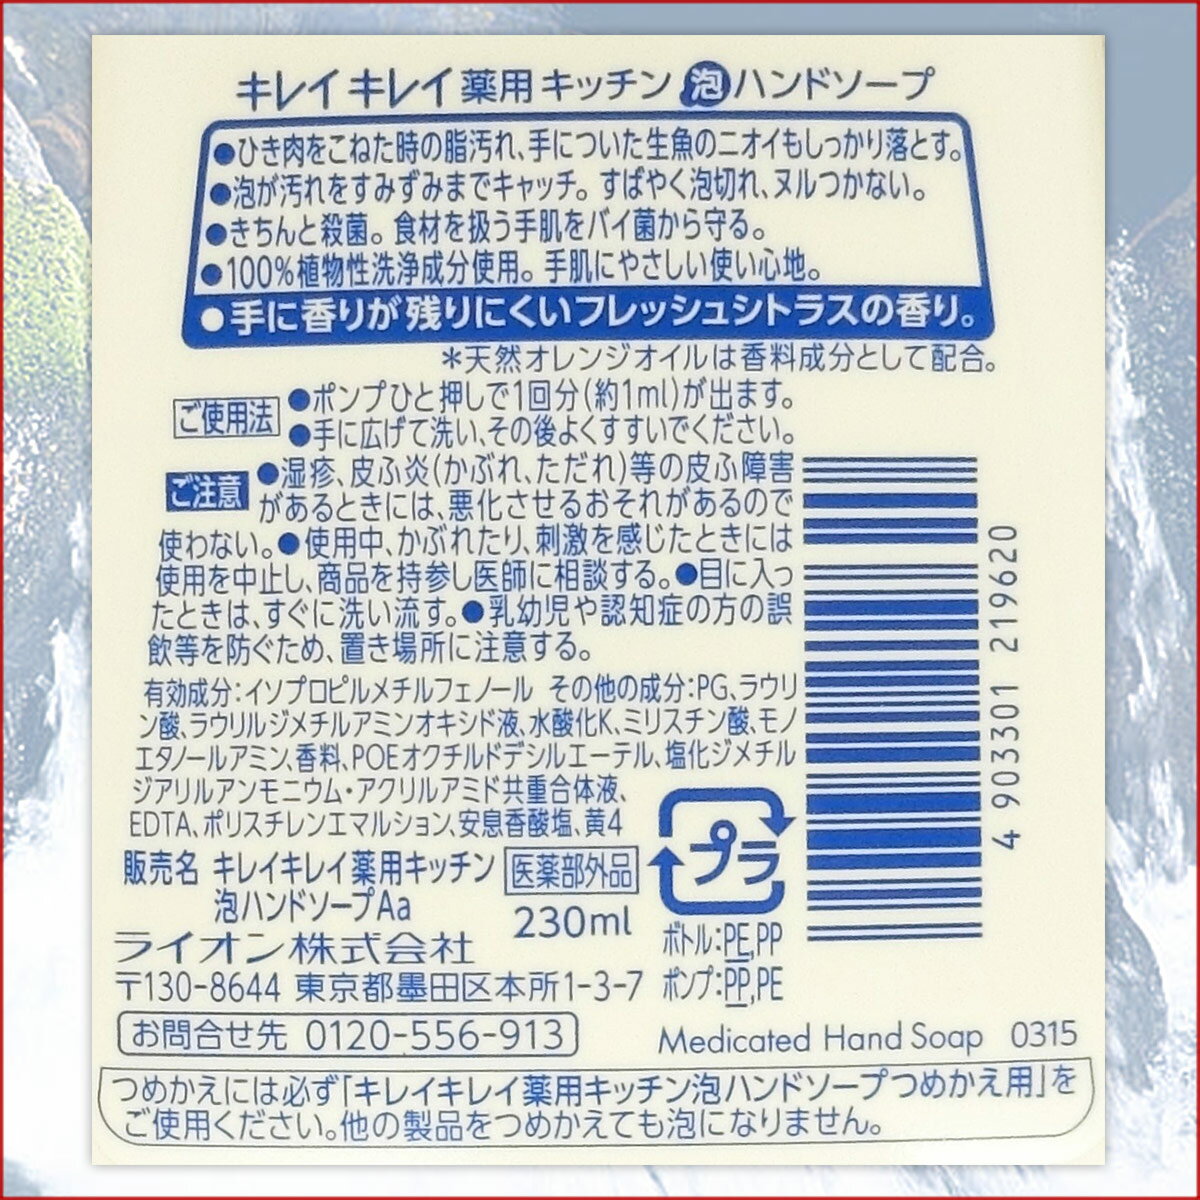 キレイキレイ薬用キッチン泡ハンドソープ
●ひき肉をこねた時の脂汚れ、手についた生魚のニオイもしっかり落とす。
●泡が汚れをすみずみまでキャッチ。すばやく泡切れ、ヌルつかない。
●きちんと殺菌。食材を扱う手肌をバイ菌から守る。
●100%植物性洗浄成分使用。手肌にやさしい使い心地。
●手に香りが残りにくいフレッシュシトラスの香り。
＊天然オレンジオイルは香料成分として配合。
ご使用法
●ポンプひと押しで1回分(約1ml)が出ます。
●手に広げて洗い、その後よくすすいでください。
ご注意
●湿疹、皮ふ炎(かぶれ、ただれ)等の皮ふ障害
があるときには、悪化させるおそれがあるので
使わない。●使用中、かぶれたり、刺激を感じたときには
使用を中止し、商品を持参し医師に相談する。●目に入っ
たときは、すぐに洗い流す。●乳幼児や認知症の方の誤
飲等を防ぐため、置き場所に注意する。
有効成分：イソプロピルメチルフェノール その他の成分：PG、ラウリ
ン酸、ラウリルジメチルアミンオキシド液、水酸化K、ミリスチン酸、モノ
エタノールアミン、香料、POEオクチルドデシルエーテル、塩化ジメチル
ジアリルアンモニウム・アクリルアミド共重合体液、
EDTA、ポリスチレンエマルション、安息香酸塩、黄4
販売名 キレイキレイ薬用キッチン
泡ハンドソープAa
医薬部外品
230ml
プラ
ボトル：PE,PP
ポンプ：PP,PE
4 903301 219620
ライオン株式会社
〒130-8644 東京都墨田区本所1-3-7
お問合せ先 0120-556-913
Medicated Hand Soap 0315
つめかえには必ず「キレイキレイ薬用キッチン泡ハンドソープつめかえ用」を
ご使用ください。他の製品をつめかえても泡になりません。